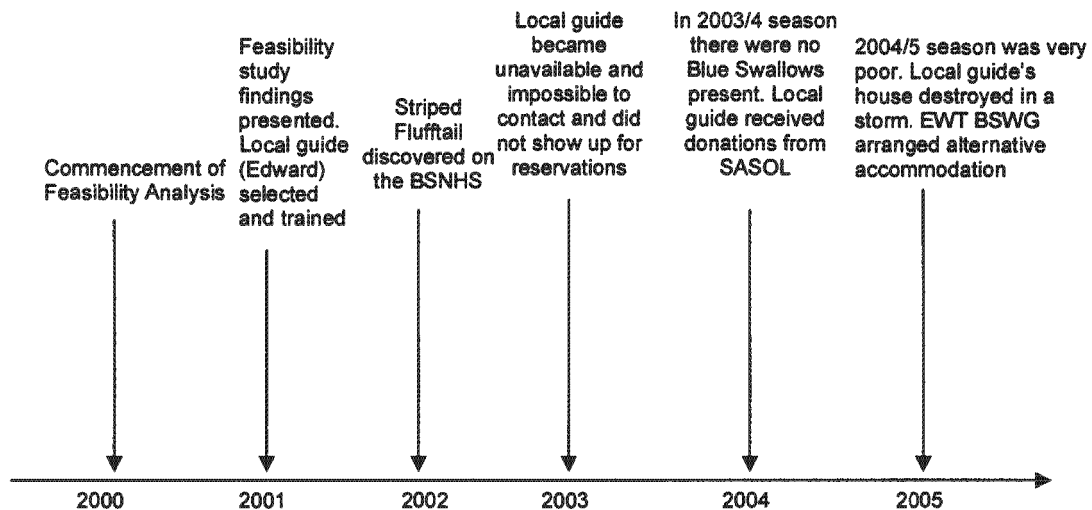 Commencement of
Feasibility Analysis
Feasibility
study
findings
presented.
Local guide
(Edward)
selected
and trained
Striped
Flufftail
discovered on
the BSNHS
Local guide
became
unavailable and
impossible to
contact and did
not show up for
reservations
In 2003/4 season
there were no
Blue Swallows
present. Local
guide received
donations from
SASOL
2004/5 season was very
poor. Local guide's
house destroyed in a
storm. EWT BSWG
arranged alternative
accommodation
2000
2001
2002
2003
2004
2005